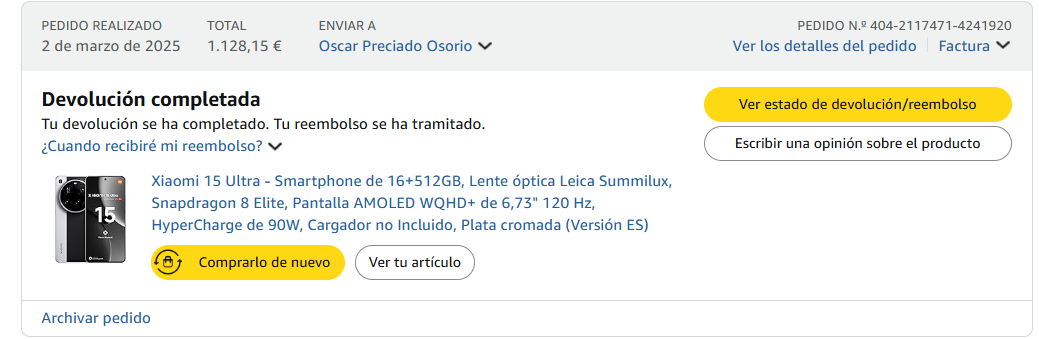 PEDIDO REALIZADO
2 de marzo de 2025
TOTAL
1.128,15 €
ENVIAR A
Oscar Preciado Osorio
PEDIDO N.º 404-2117471-4241920
Ver los detalles del pedido
Factura
Devolución completada
Tu devolución se ha completado. Tu reembolso se ha tramitado.
¿Cuando recibiré mi reembolso?
Ver estado de devolución/reembolso
Escribir una opinión sobre el producto
15
Xiaomi 15 Ultra - Smartphone de 16+512GB, Lente óptica Leica Summilux,
Snapdragon 8 Elite, Pantalla AMOLED WQHD+ de 6,73" 120 Hz,
HyperCharge de 90W, Cargador no Incluido, Plata cromada (Versión ES)
Comprarlo de nuevo
Ver tu artículo
Archivar pedido